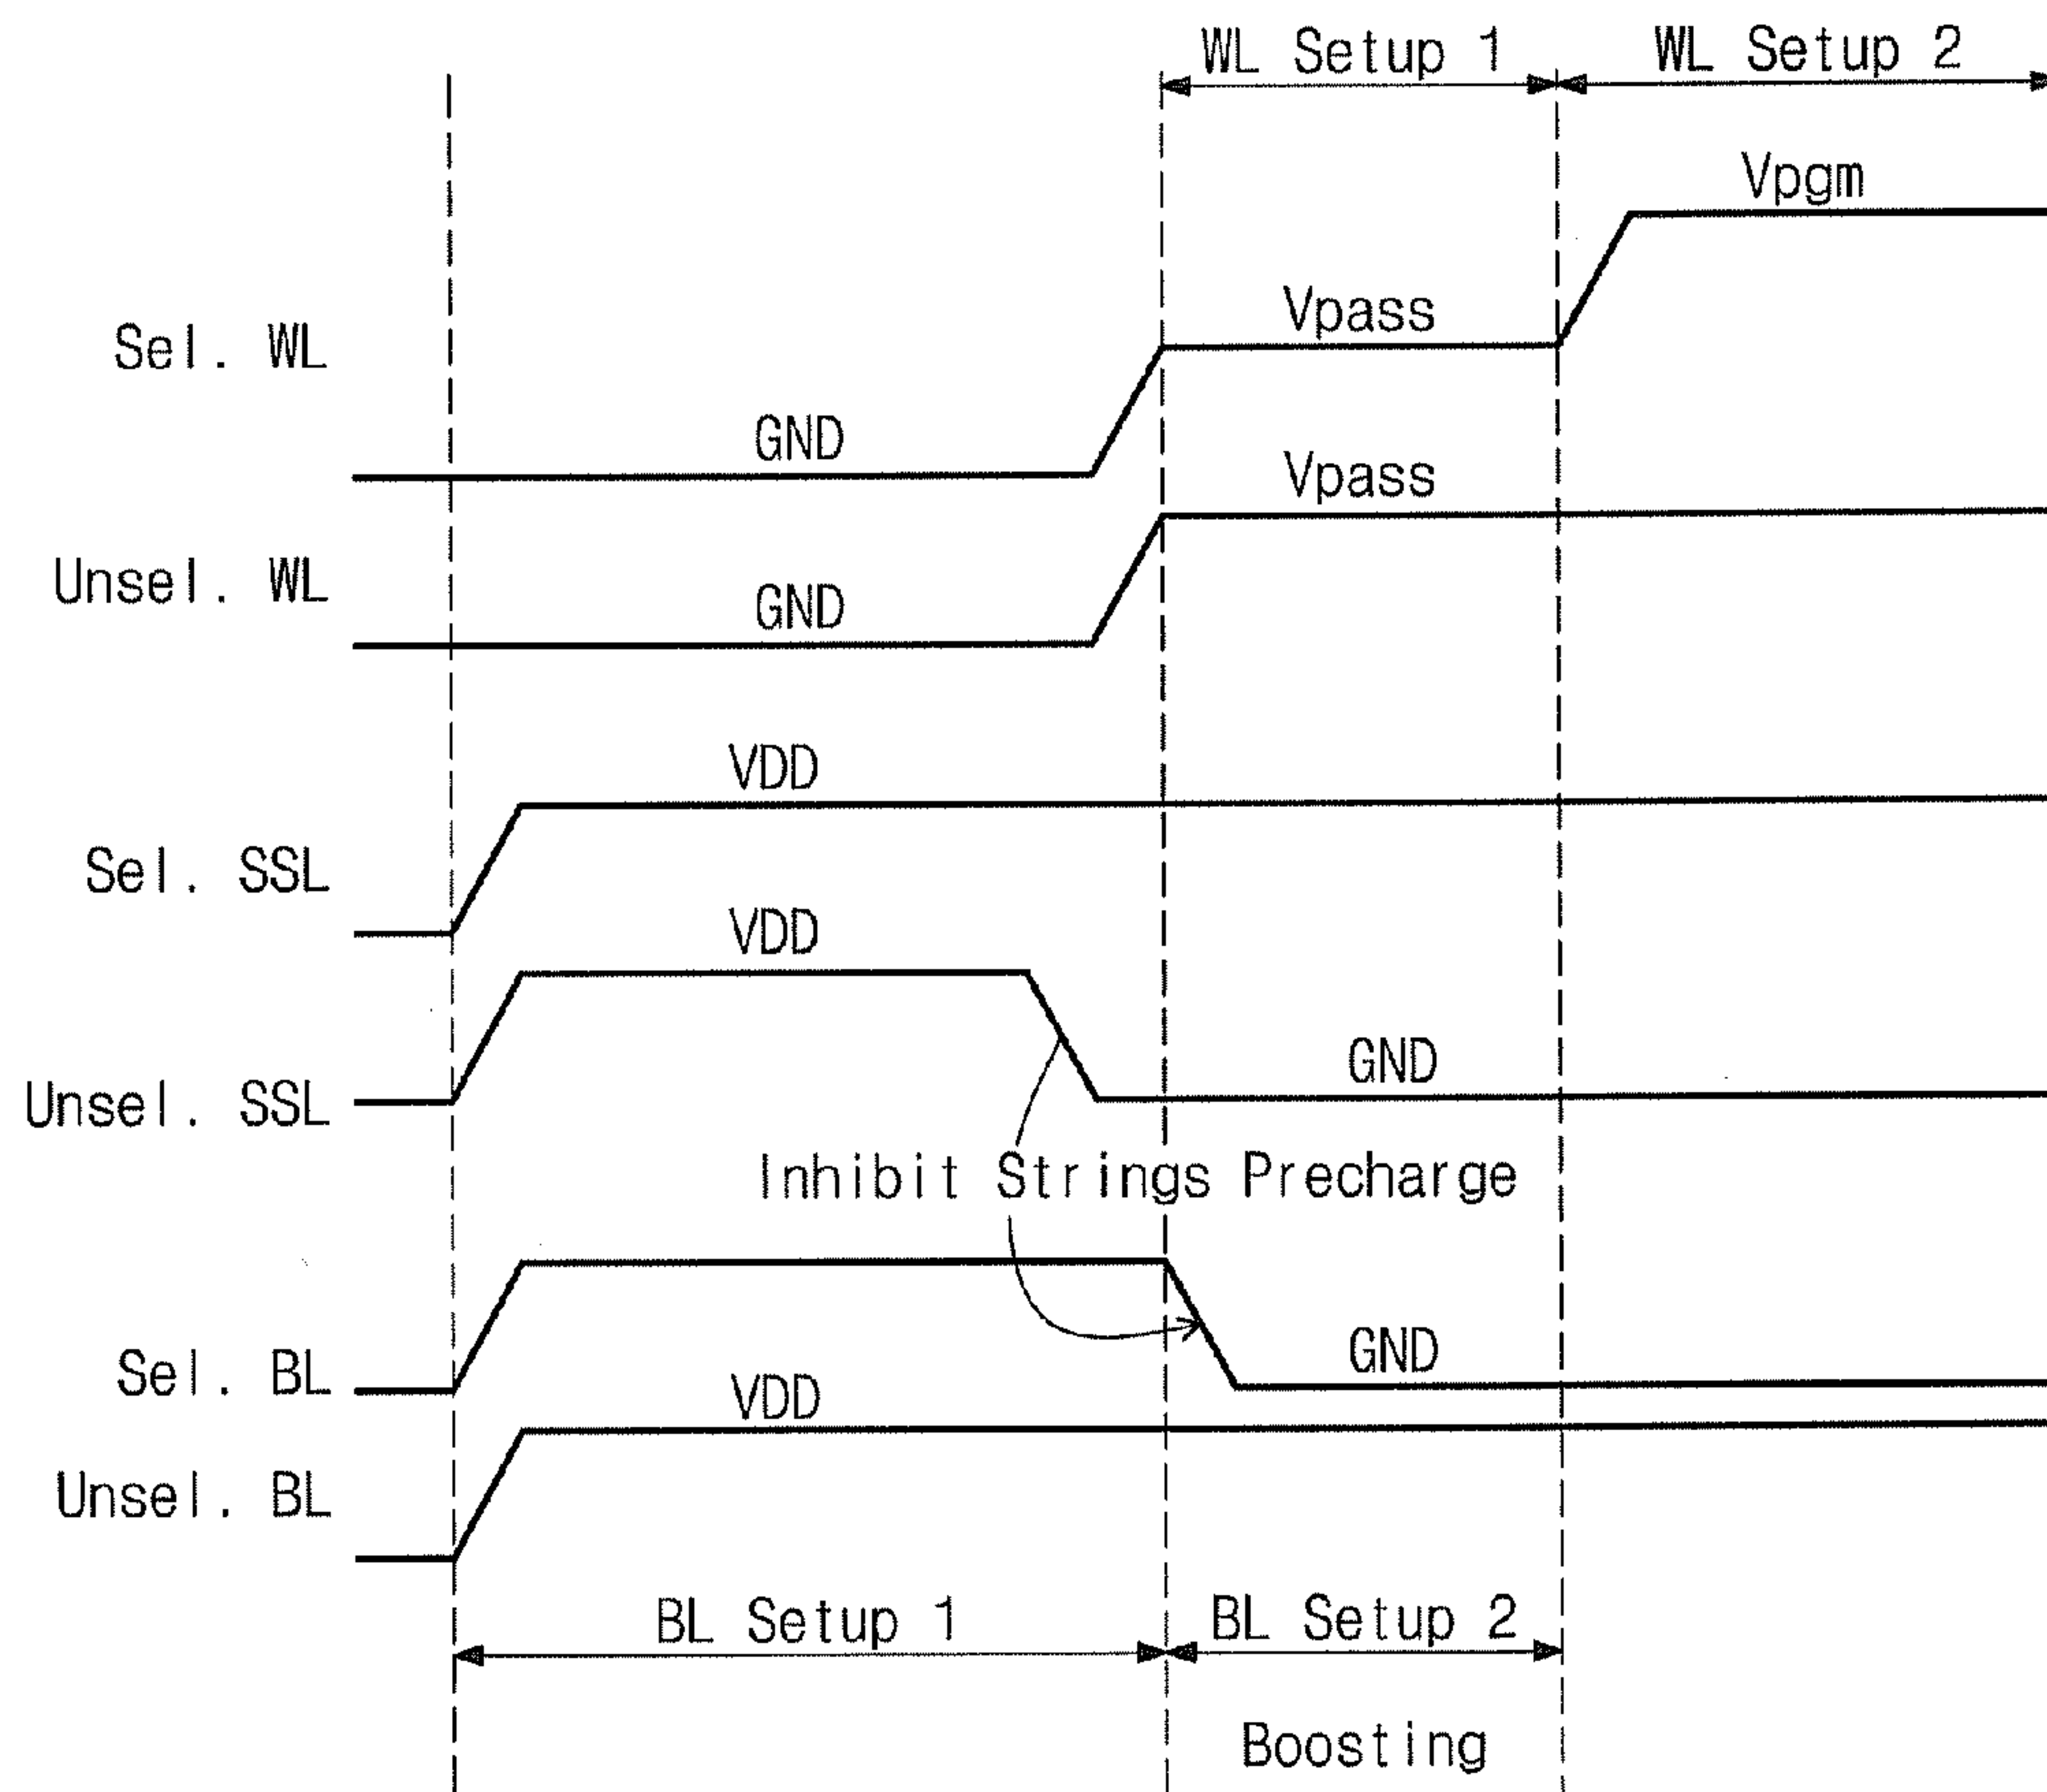 WL Setup 1
WL Setup 2
Vpgm
Vpass
Sel. WL
GND
Vpass
Unsel. WL
GND
VDD
Sel. SSL
VDD
GND
Unsel. SSL
Inhibit Strings Precharge
GND
Sel. BL
VDD
Unsel. BL
BL Setup 1
BL Setup 2
Boosting